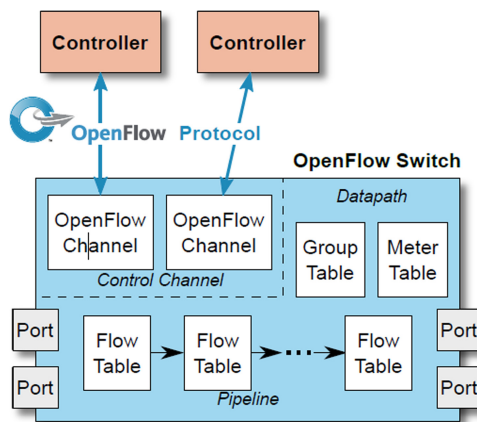 Controller
Controller
OpenFlow Protocol
OpenFlow Switch
OpenFlow
Channel
OpenFlow
Channel
Control Channel
Datapath
Group
Table
Meter
Table
Port
Port
Flow
Table
Flow
Table
Flow
Table
Pipeline
Port
Port